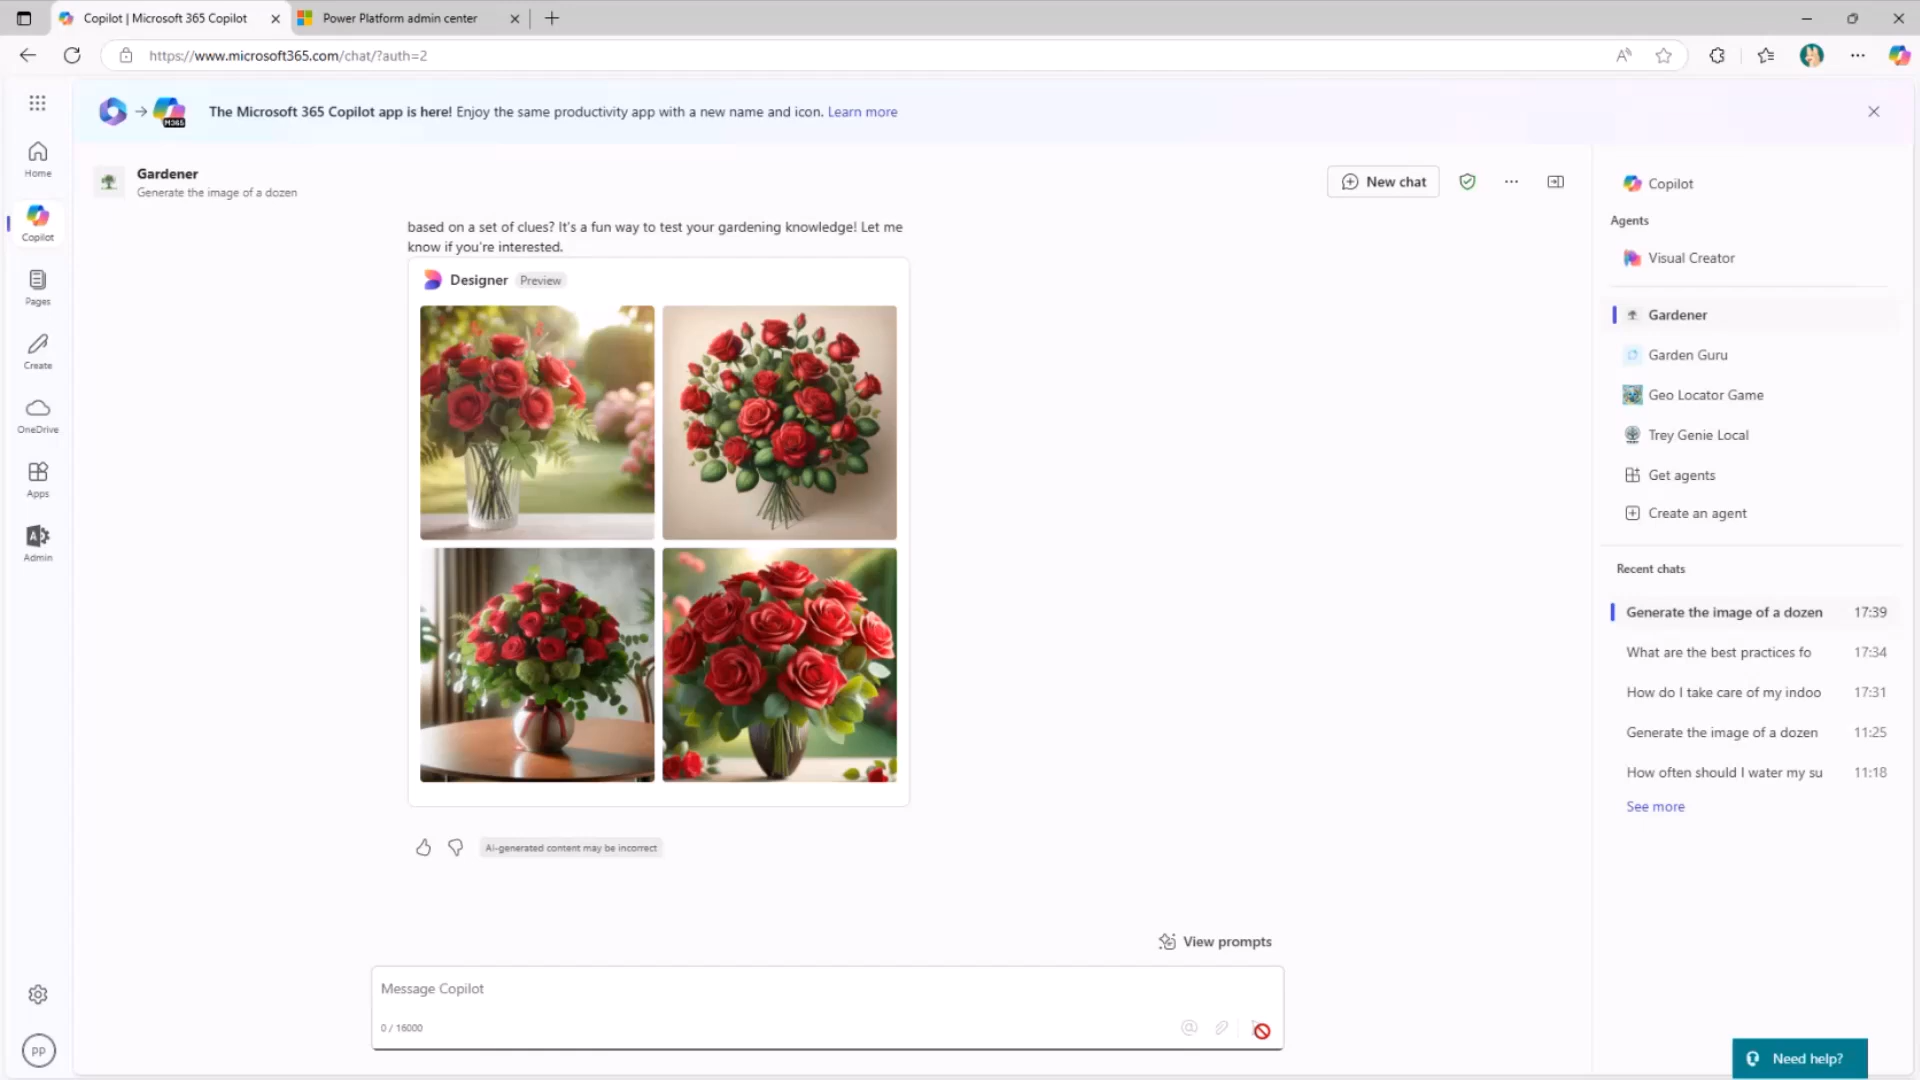 Copilot | Microsoft 365 Copilot
Power Platform admin center
https://www.microsoft365.com/chat/?auth=2
M365
The Microsoft 365 Copilot app is here! Enjoy the same productivity app with a new name and icon. Learn more
Home
Copilot
Pages
Create
OneDrive
Apps
Admin
PP
Gardener
Generate the image of a dozen
New chat
based on a set of clues? It's a fun way to test your gardening knowledge! Let me
know if you're interested.
Designer Preview
AI-generated content may be incorrect
View prompts
Message Copilot
0 / 16000
Copilot
Agents
Visual Creator
Gardener
Garden Guru
Geo Locator Game
Trey Genie Local
Get agents
Create an agent
Recent chats
Generate the image of a dozen 17:39
What are the best practices fo 17:34
How do I take care of my indoo 17:31
Generate the image of a dozen 11:25
How often should I water my su 11:18
See more
Need help?